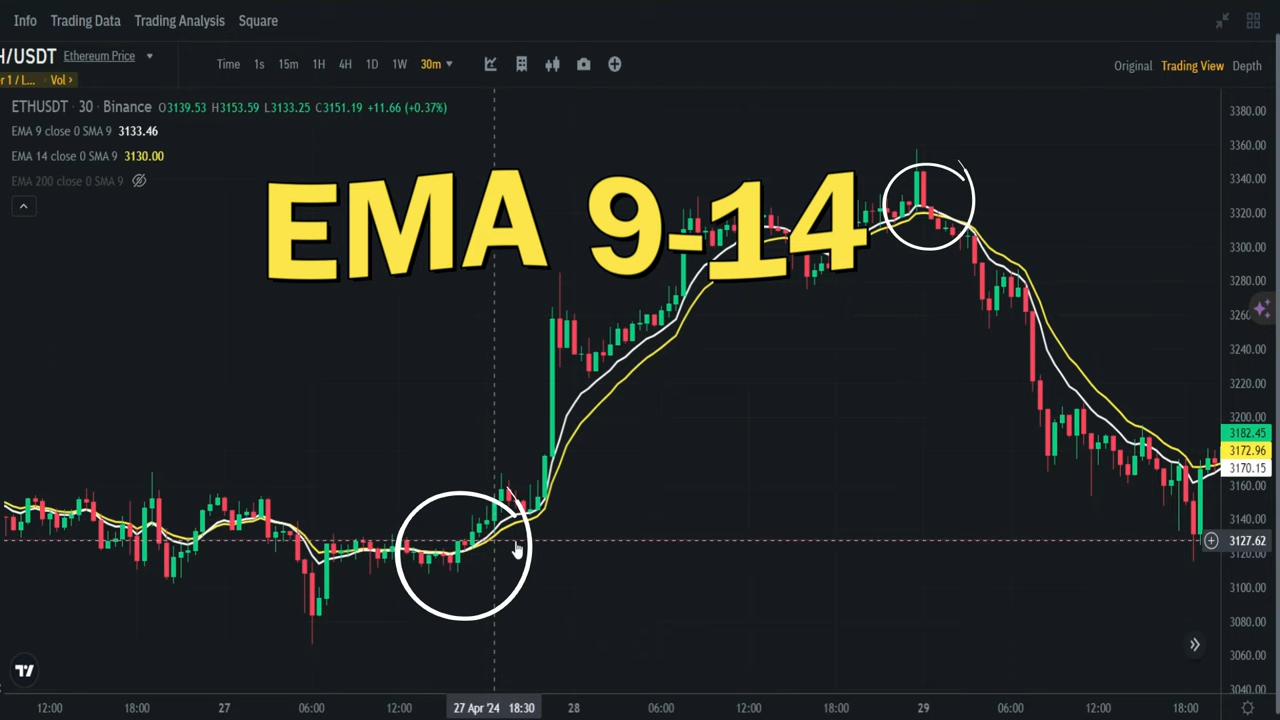 Info Trading Data Trading Analysis Square
H/USDT Ethereum Price
er 1 / L... Vol
Time 1s 15m 1H 4H 1D 1W 30m
Original Trading View Depth
ETHUSDT · 30 · Binance O3139.53 H3153.59 L3133.25 C3151.19 +11.66 (+0.37%)
EMA 9 close 0 SMA 9 3133.46
EMA 14 close 0 SMA 9 3130.00
EMA 200 close 0 SMA 9
EMA 9-14
3380.00
3360.00
3340.00
3320.00
3300.00
3280.00
3260
3240.00
3220.00
3200.00
3182.45
3172.96
3170.15
3160.00
3140.00
3127.62
3120.00
3100.00
3080.00
3060.00
3040.00
12:00 18:00 27 06:00 12:00 27 Apr '24 18:30 28 06:00 12:00 18:00 29 06:00 12:00 18:00